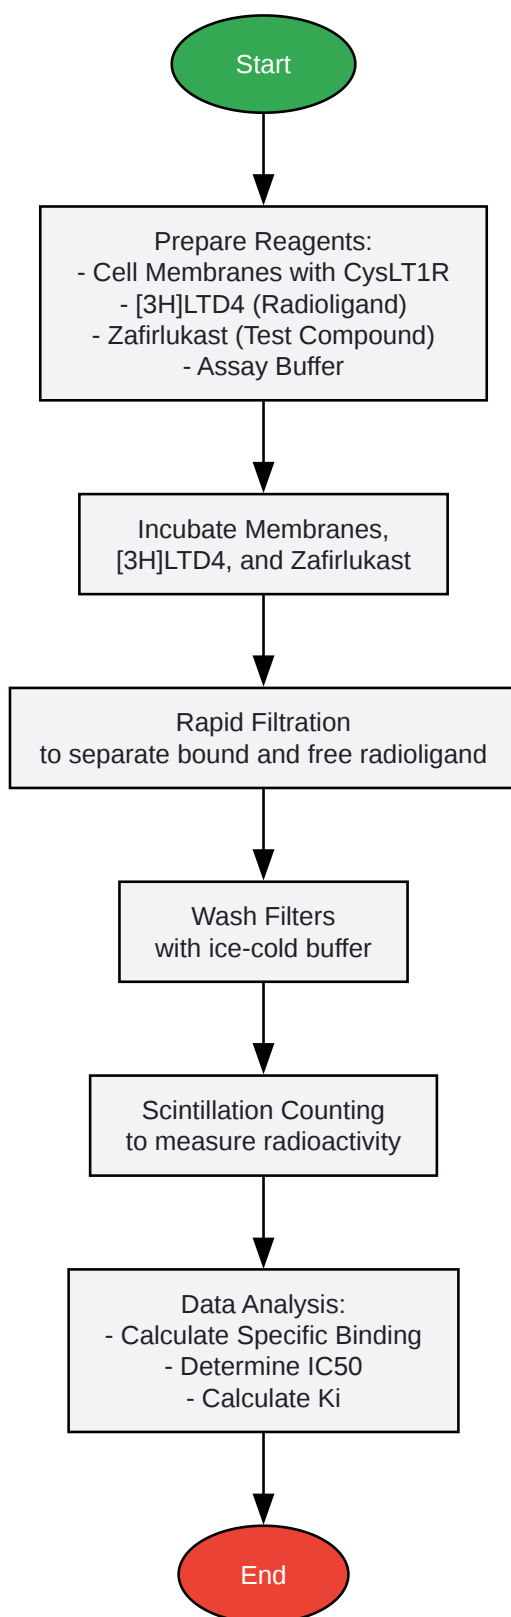 Start
Prepare Reagents:
- Cell Membranes with CysLT1R
- [3H]LTD4 (Radioligand)
- Zafirlukast (Test Compound)
- Assay Buffer
Incubate Membranes,
[3H]LTD4, and Zafirlukast
Rapid Filtration
to separate bound and free radioligand
Wash Filters
with ice-cold buffer
Scintillation Counting
to measure radioactivity
Data Analysis:
- Calculate Specific Binding
- Determine IC50
- Calculate Ki
End